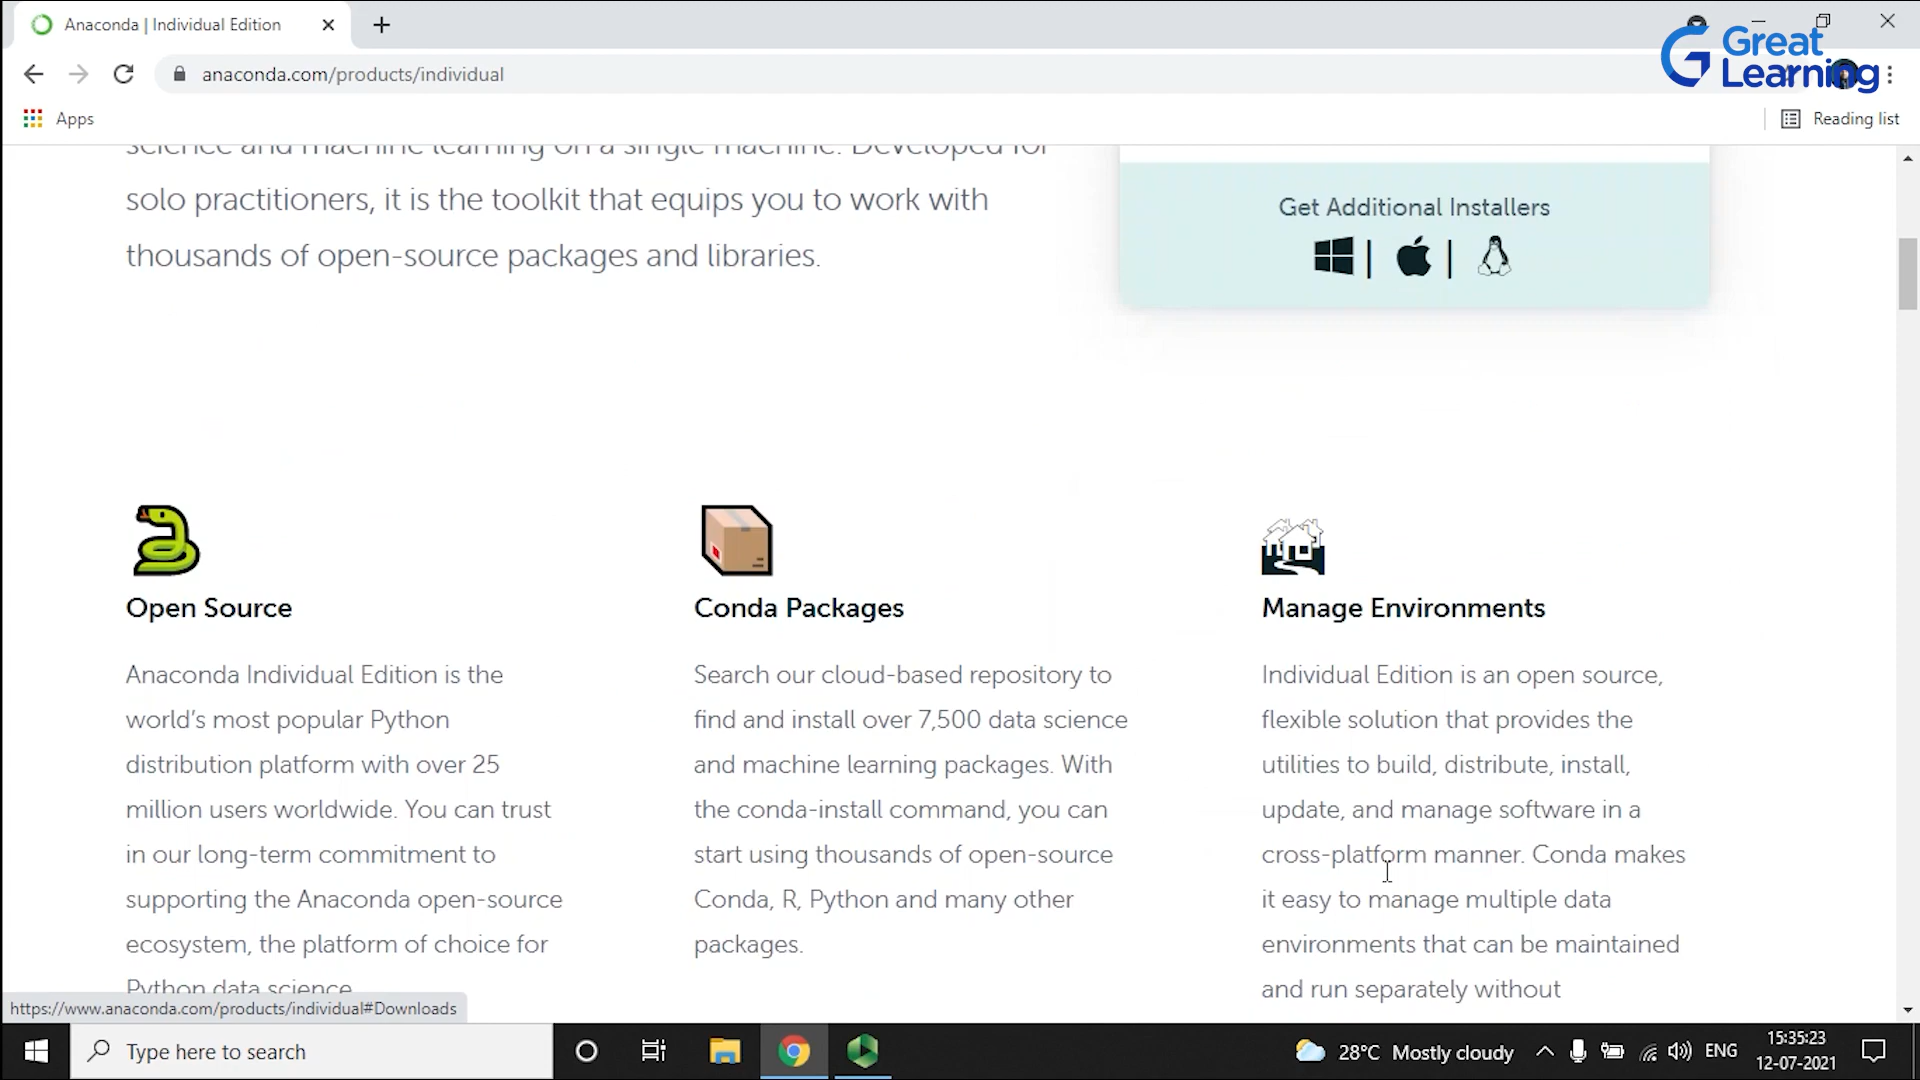 Anaconda | Individual Edition
Great Learning
anaconda.com/products/individual
Apps
Reading list
science and machine learning on a single machine. Developed for
solo practitioners, it is the toolkit that equips you to work with
thousands of open-source packages and libraries.
Get Additional Installers
Open Source
Anaconda Individual Edition is the
world's most popular Python
distribution platform with over 25
million users worldwide. You can trust
in our long-term commitment to
supporting the Anaconda open-source
ecosystem, the platform of choice for
Python data science.
Conda Packages
Search our cloud-based repository to
find and install over 7,500 data science
and machine learning packages. With
the conda-install command, you can
start using thousands of open-source
Conda, R, Python and many other
packages.
Manage Environments
Individual Edition is an open source,
flexible solution that provides the
utilities to build, distribute, install,
update, and manage software in a
cross-platform manner. Conda makes
it easy to manage multiple data
environments that can be maintained
and run separately without
https://www.anaconda.com/products/individual#Downloads
Type here to search
28°C Mostly cloudy
ENG
15:35:23
12-07-2021